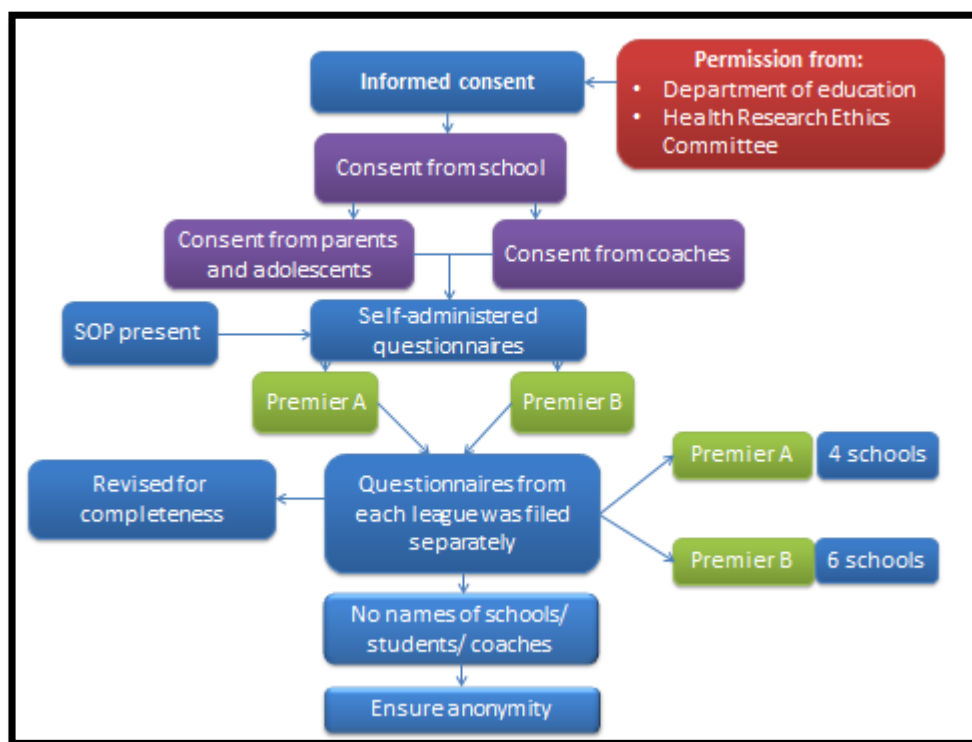 Informed consent
Permission from:
• Department of education
• Health Research Ethics
Committee
Consent from school
Consent from parents
and adolescents
Consent from coaches
SOP present
Self-administered
questionnaires
Premier A
Premier B
Revised for
completeness
Questionnaires from
each league was filed
separately
Premier A
4 schools
Premier B
6 schools
No names of schools/
students/ coaches
Ensure anonymity